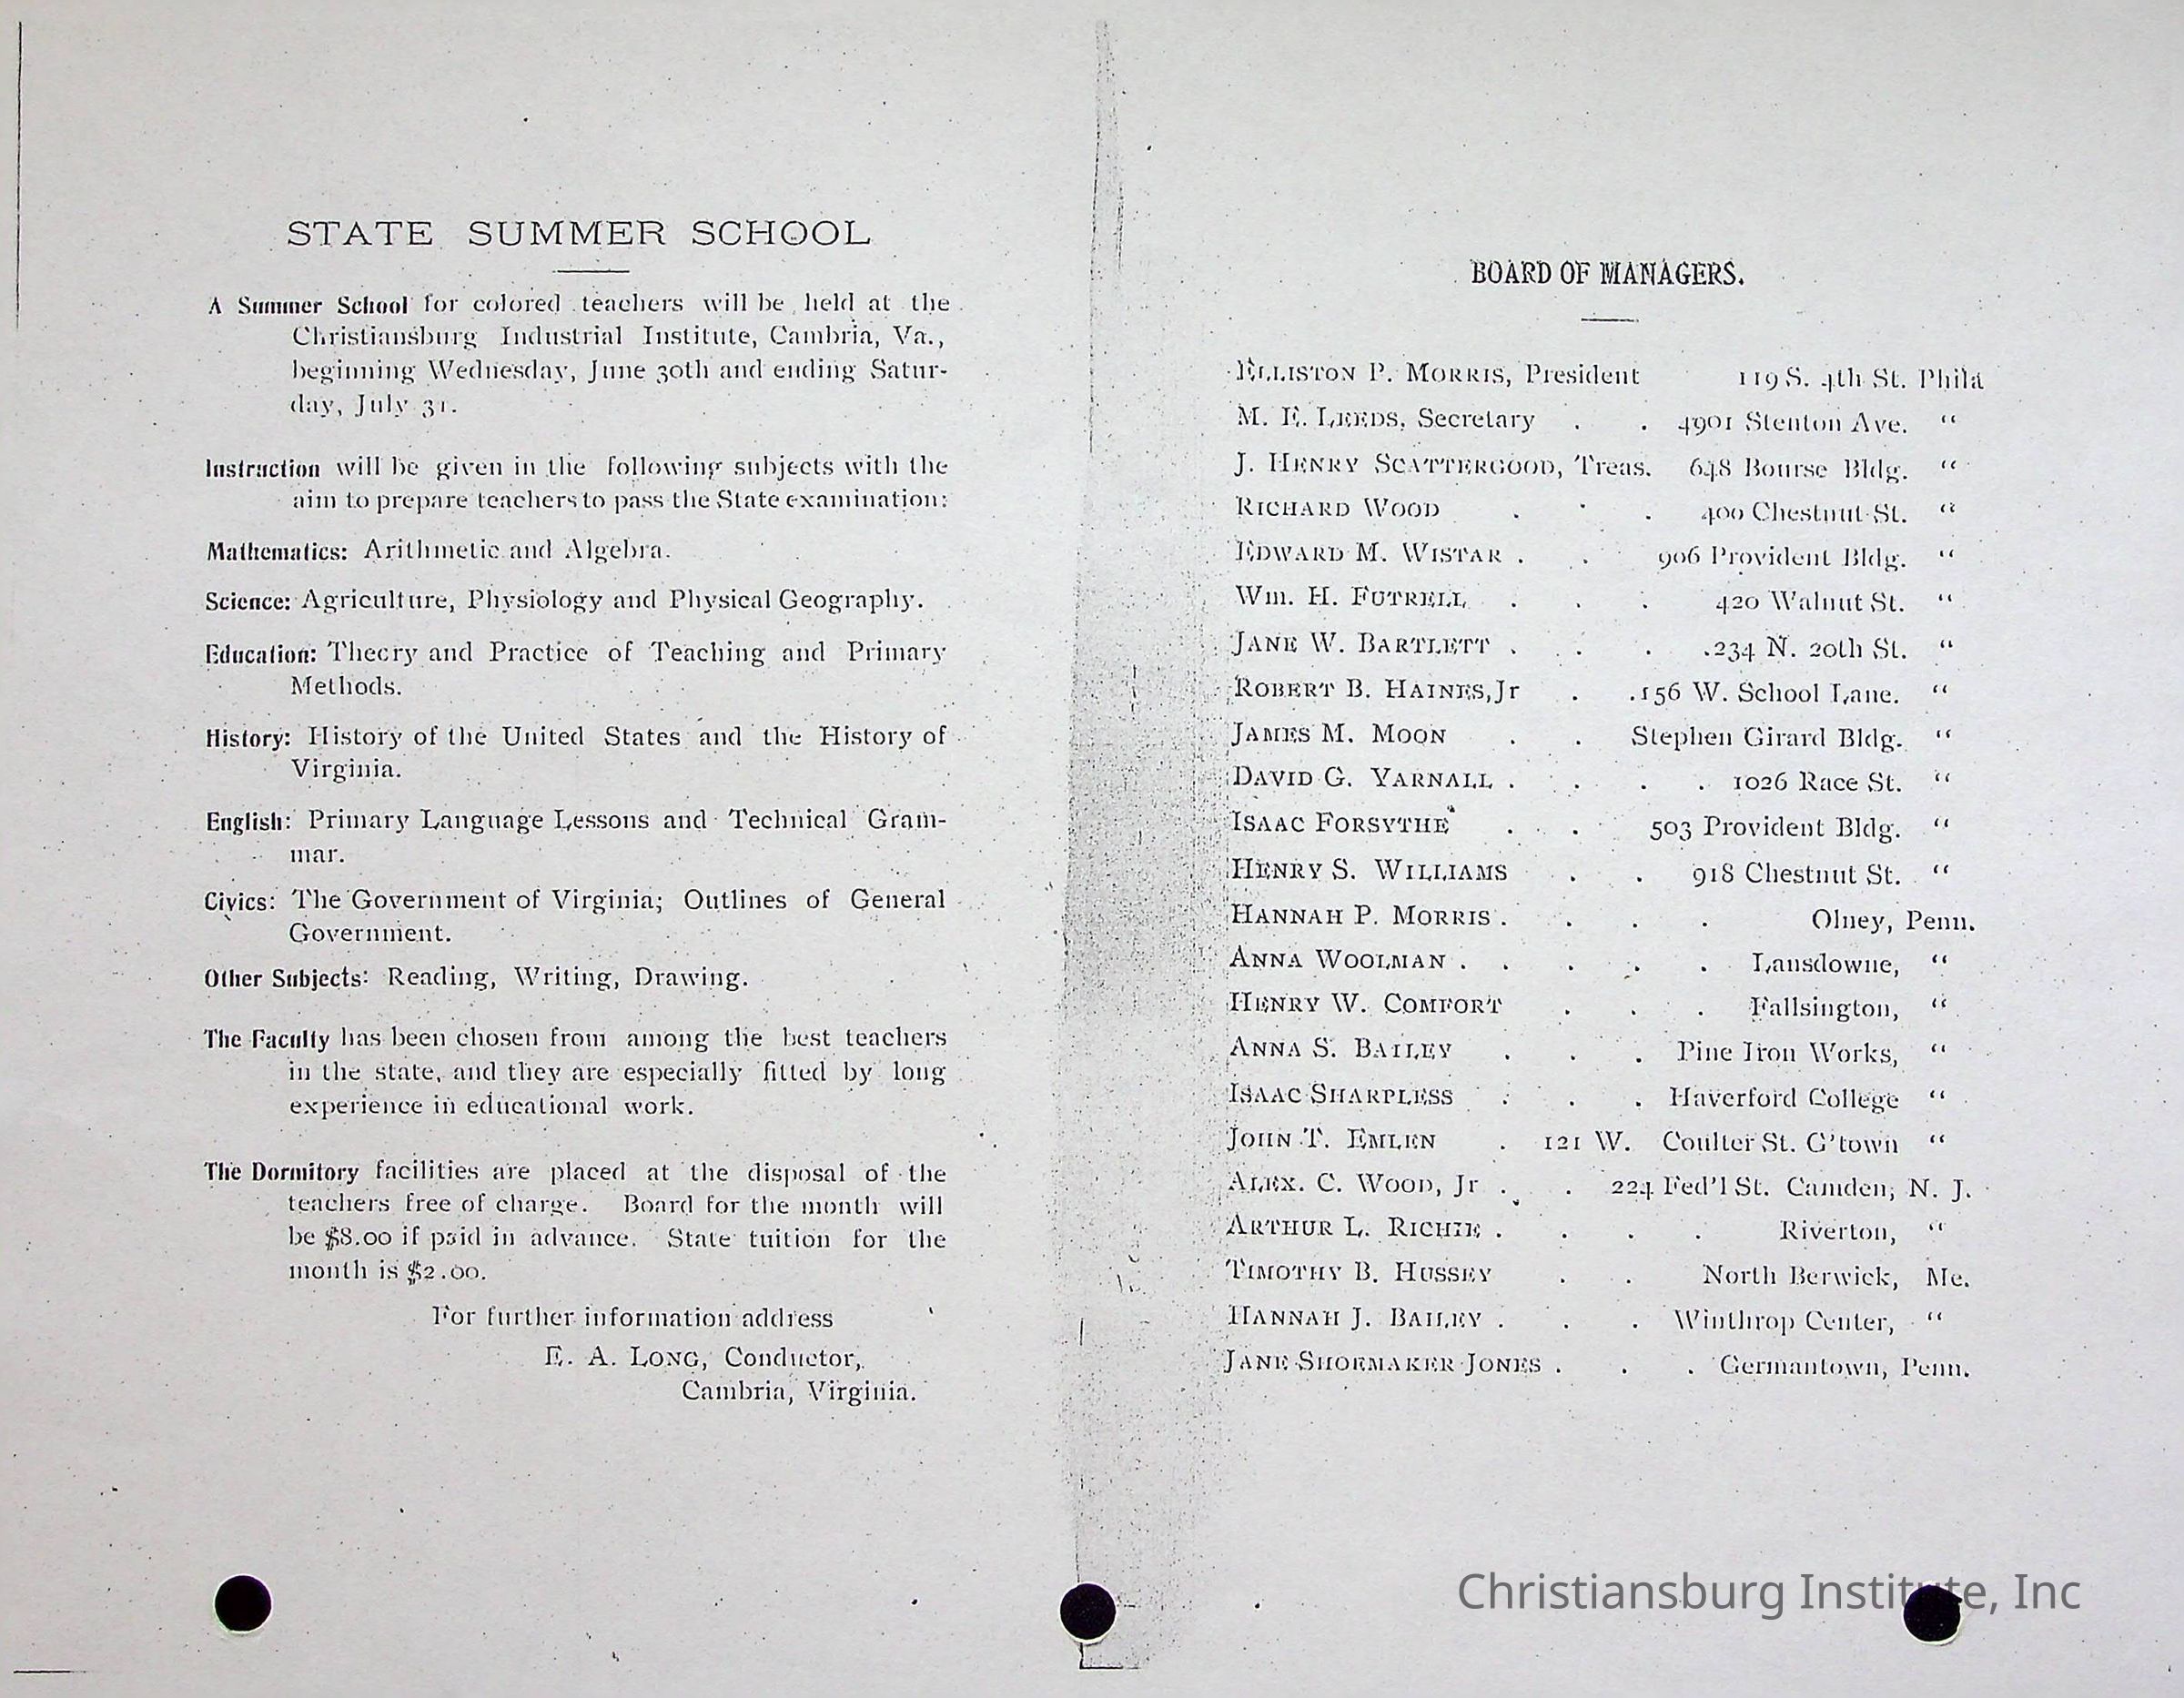 STATE SUMMER SCHOOL
A Summer School for colored teachers will be held at the
Christiansburg Industrial Institute, Cambria, Va.,
beginning Wednesday, June 30th and ending Satur-
day, July 31.
Instruction will be given in the following subjects with the
aim to prepare teachers to pass the State examination:
Mathematics: Arithmetic and Algebra.
Science: Agriculture, Physiology and Physical Geography.
Education: Theory and Practice of Teaching and Primary
Methods.
History: History of the United States and the History of
Virginia.
English: Primary Language Lessons and Technical Gram-
mar.
Civics: The Government of Virginia; Outlines of General
Government.
Other Subjects: Reading, Writing, Drawing.
The Faculty has been chosen from among the best teachers
in the state, and they are especially fitted by long
experience in educational work.
The Dormitory facilities are placed at the disposal of the
teachers free of charge. Board for the month will
be $8.00 if paid in advance. State tuition for the
month is $2.00.
For further information address
E. A. LONG, Conductor,
Cambria, Virginia.
BOARD OF MANAGERS.
ELLISTON P. MORRIS, President 119 S. 4th St. Phila
M. E. LEEDS, Secretary . . 4901 Stenton Ave. “
J. HENRY SCATTERGOOD, Treas. 648 Bourse Bldg. “
RICHARD WOOD . . . 400 Chestnut St. “
EDWARD M. WISTAR . . 906 Provident Bldg. “
Wm. H. FUTRELL . . . 420 Walnut St. “
JANE W. BARTLETT . . . 234 N. 20th St. “
ROBERT B. HAINES, Jr . . 156 W. School Lane. “
JAMES M. MOON . . Stephen Girard Bldg. “
DAVID G. YARNALL . . . . 1026 Race St. “
ISAAC FORSYTHE . . 503 Provident Bldg. “
HENRY S. WILLIAMS . . 918 Chestnut St. “
HANNAH P. MORRIS . . . . Olney, Penn.
ANNA WOOLMAN . . . . . Lansdowne, “
HENRY W. COMFORT . . . Fallsington, “
ANNA S. BAILEY . . . Pine Iron Works, “
ISAAC SHARPLESS . . . Haverford College “
JOHN T. EMLEN . 121 W. Coulter St. G'town “
ALEX. C. WOOD, Jr . . 224 Fed'l St. Camden, N. J.
ARTHUR L. RICHIE . . . . Riverton, “
TIMOTHY B. HUSSEY . . North Berwick, Me.
HANNAH J. BAILEY . . . Winthrop Center, “
JANE SHOEMAKER JONES . . . Germantown, Penn.
Christiansburg Institute, Inc